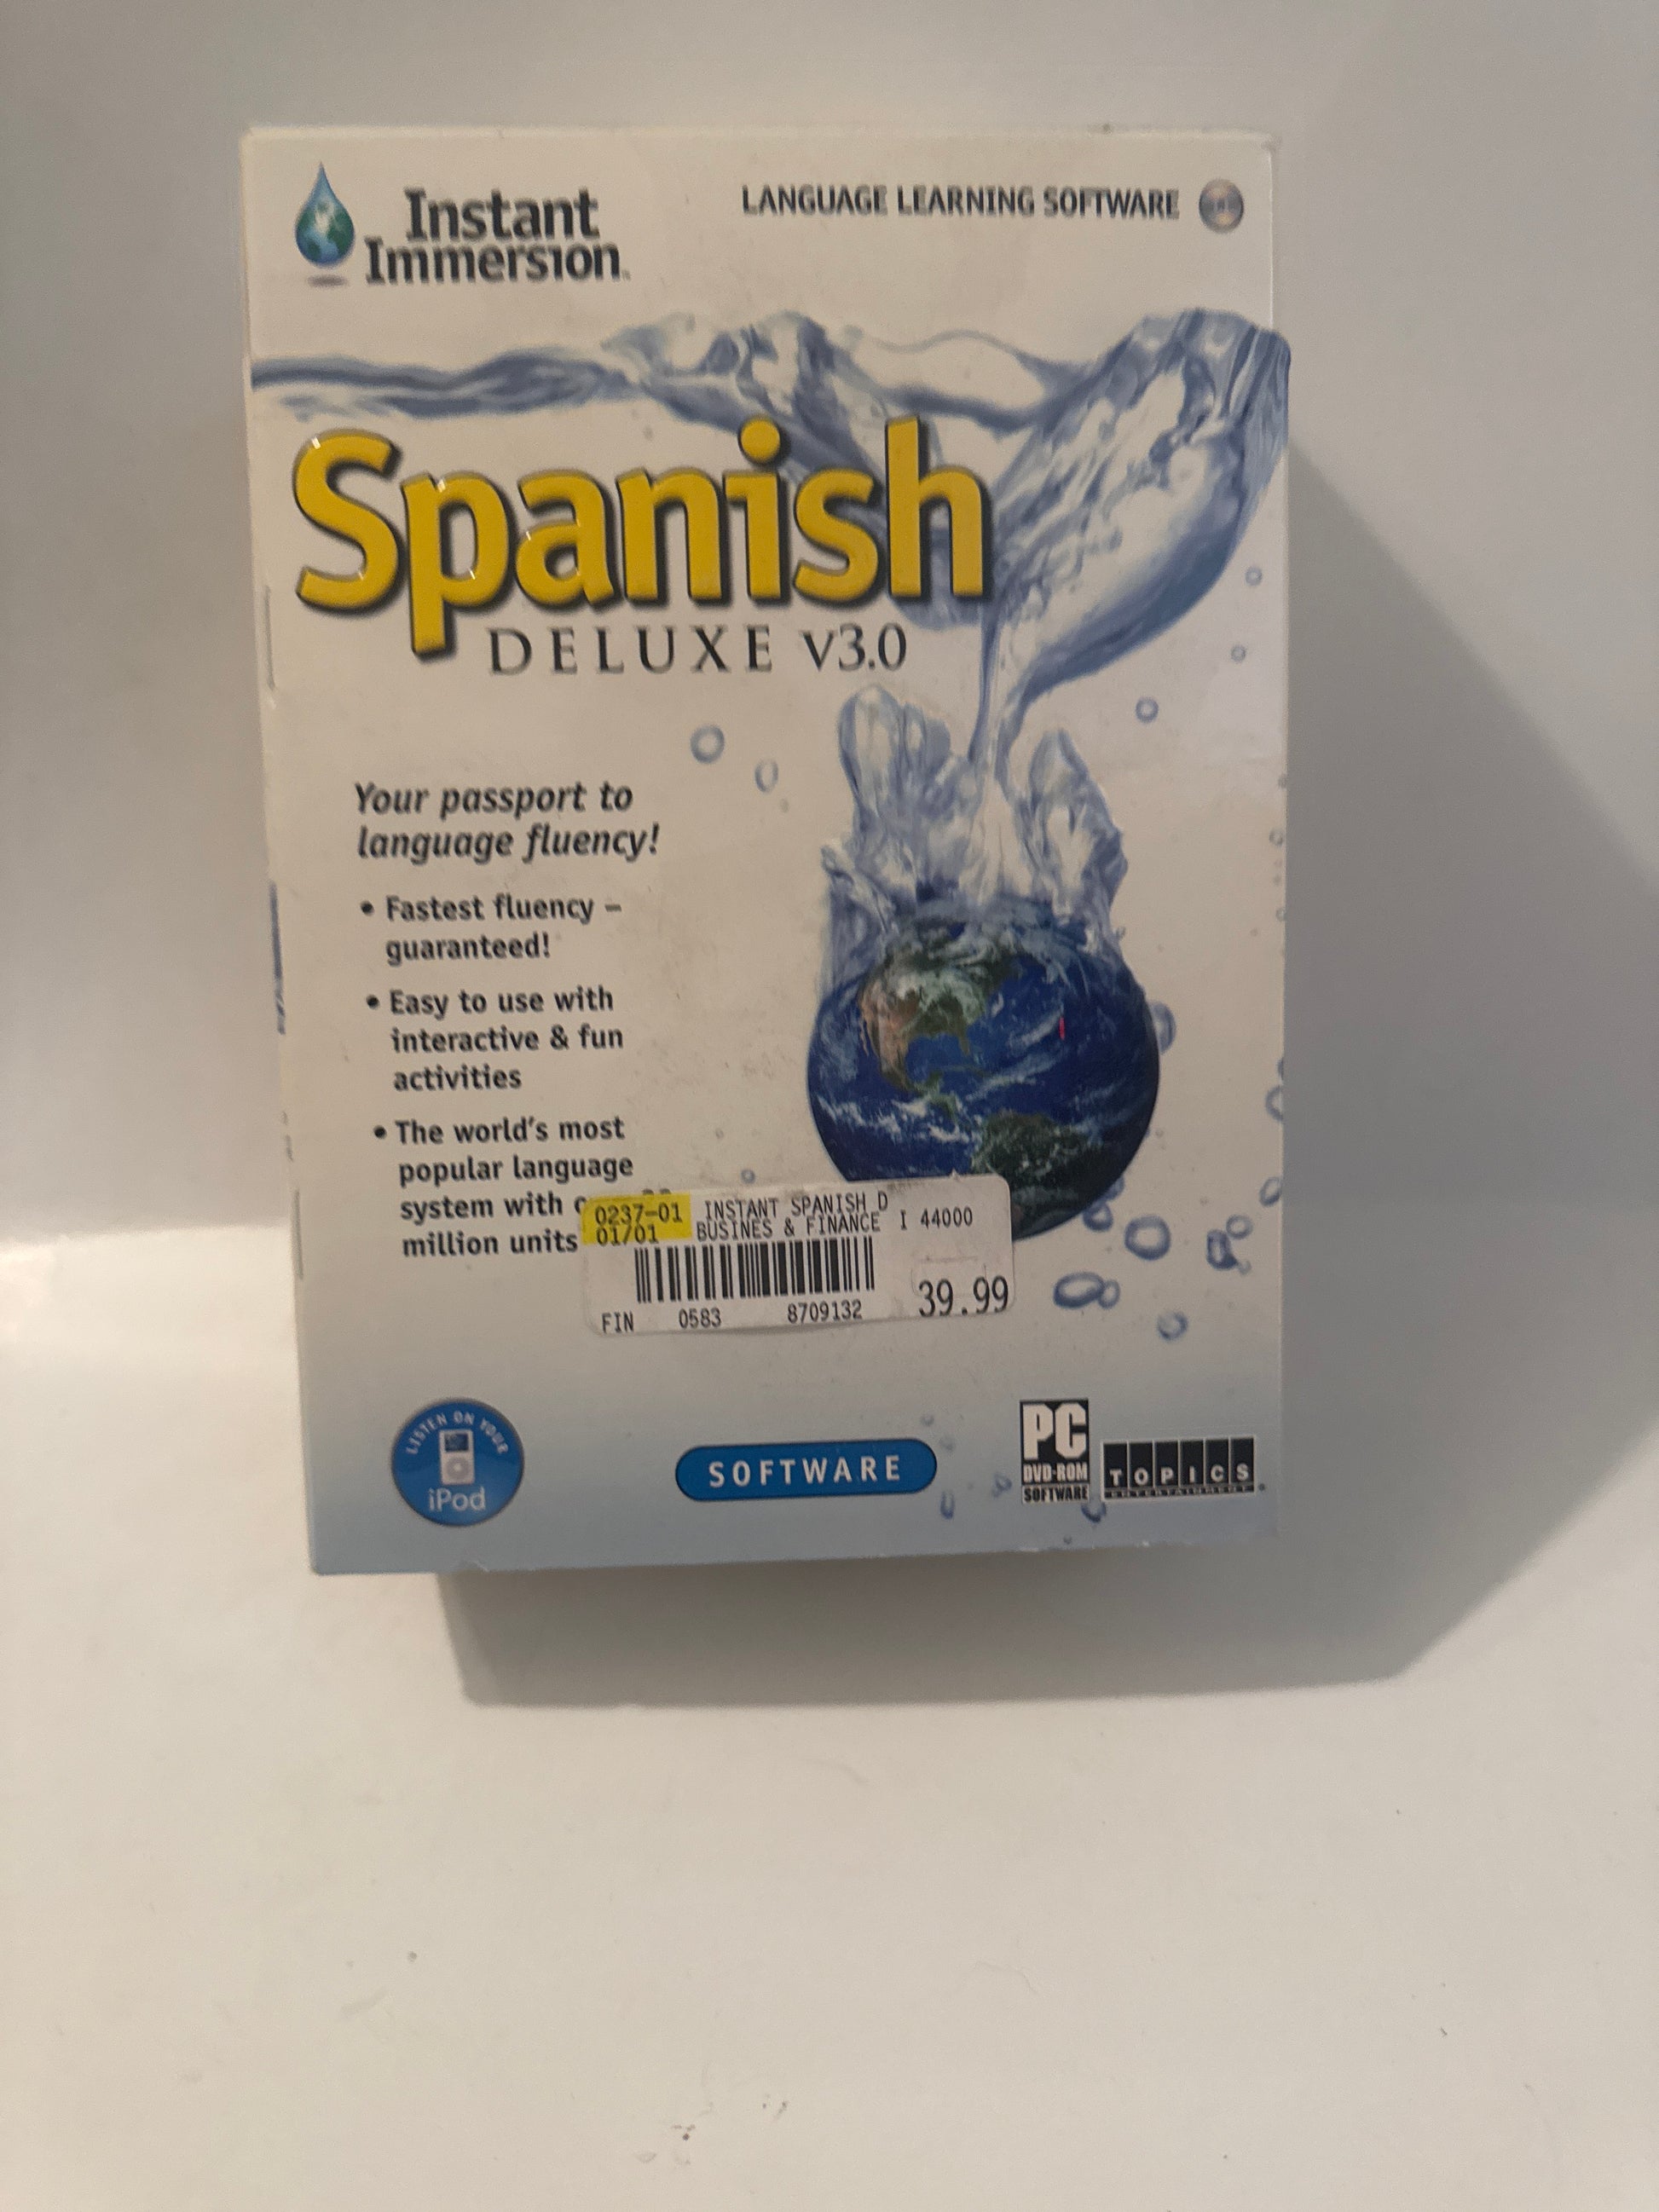 Instant
Immersion
LANGUAGE LEARNING SOFTWARE
Spanish
DELUXE v3.0
Your passport to
language fluency!
• Fastest fluency –
guaranteed!
• Easy to use with
interactive & fun
activities
• The world's most
popular language
system with
million units
0237-01 INSTANT SPANISH D
01/01 BUSINES & FINANCE I 44000
39.99
FIN 0583 8709132
LISTEN ON YOUR
iPod
SOFTWARE
PC
DVD-ROM
SOFTWARE
TOPICS
ENTERTAINMENT